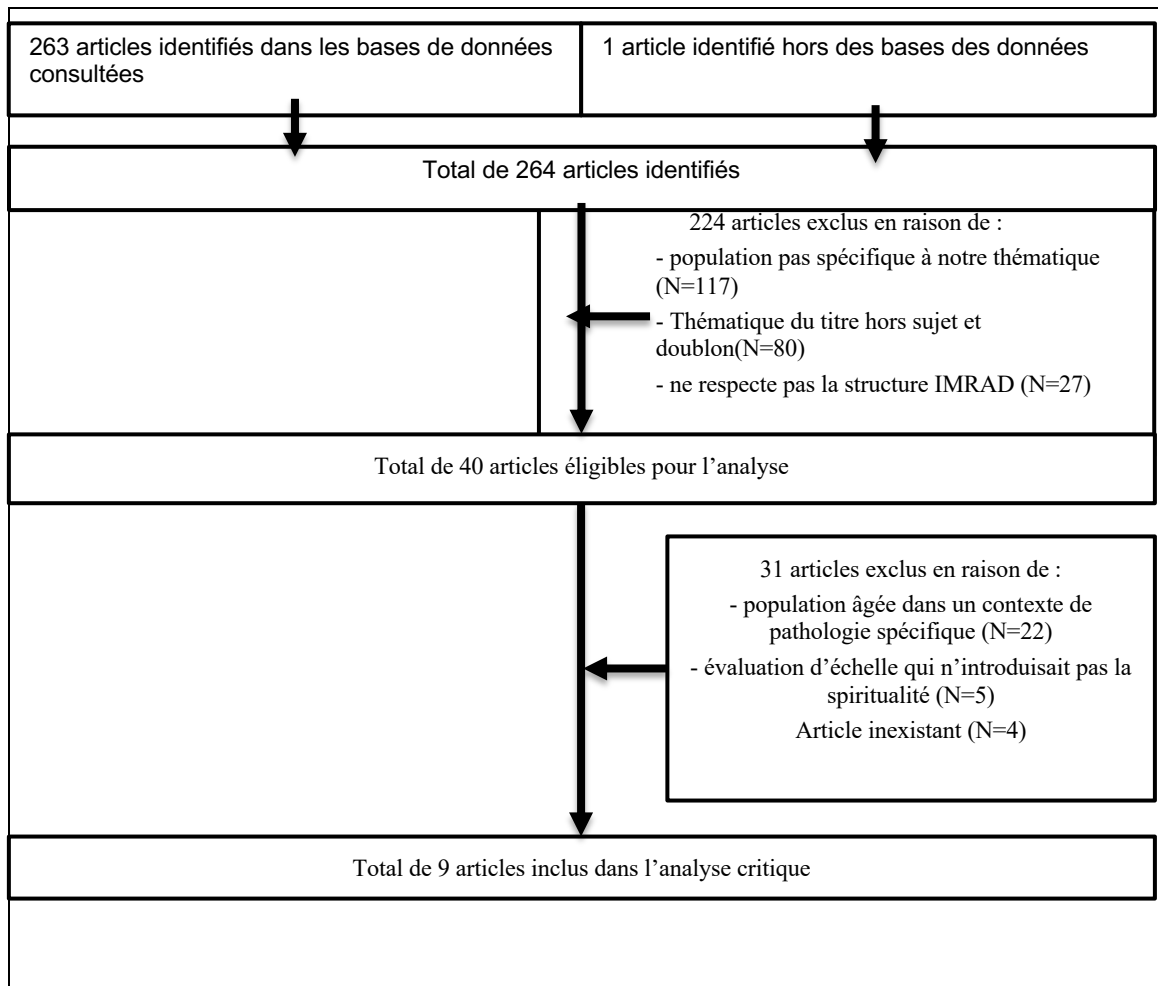 263 articles identifiés dans les bases de données
consultées
1 article identifié hors des bases des données
Total de 264 articles identifiés
224 articles exclus en raison de :
- population pas spécifique à notre thématique
(N=117)
- Thématique du titre hors sujet et
doublon(N=80)
- ne respecte pas la structure IMRAD (N=27)
Total de 40 articles éligibles pour l’analyse
31 articles exclus en raison de :
- population âgée dans un contexte de
pathologie spécifique (N=22)
- évaluation d’échelle qui n’introduisait pas la
spiritualité (N=5)
Article inexistant (N=4)
Total de 9 articles inclus dans l’analyse critique